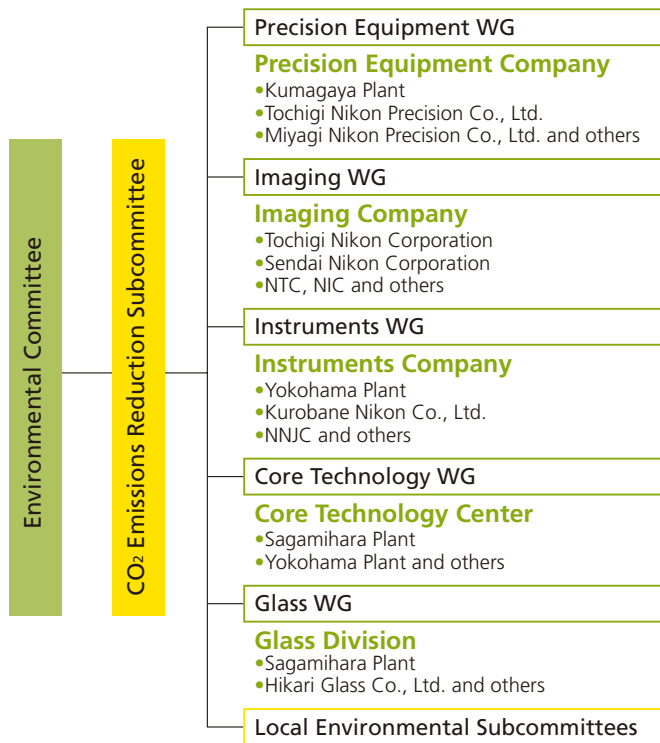 Environmental Committee
CO2 Emissions Reduction Subcommittee
Precision Equipment WG
Precision Equipment Company
•Kumagaya Plant
•Tochigi Nikon Precision Co., Ltd.
•Miyagi Nikon Precision Co., Ltd. and others
Imaging WG
Imaging Company
•Tochigi Nikon Corporation
•Sendai Nikon Corporation
•NTC, NIC and others
Instruments WG
Instruments Company
•Yokohama Plant
•Kurobane Nikon Co., Ltd.
•NNJC and others
Core Technology WG
Core Technology Center
•Sagamihara Plant
•Yokohama Plant and others
Glass WG
Glass Division
•Sagamihara Plant
•Hikari Glass Co., Ltd. and others
Local Environmental Subcommittees